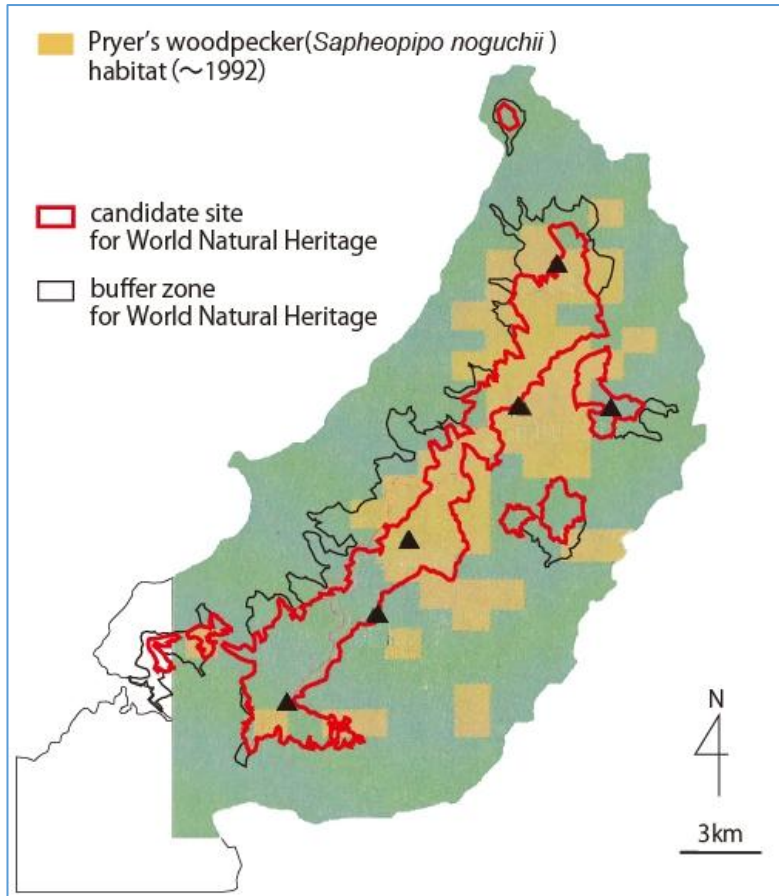 Pryer's woodpecker(Sapheopipo noguchii )
habitat (～1992)
candidate site
for World Natural Heritage
buffer zone
for World Natural Heritage
N
3km